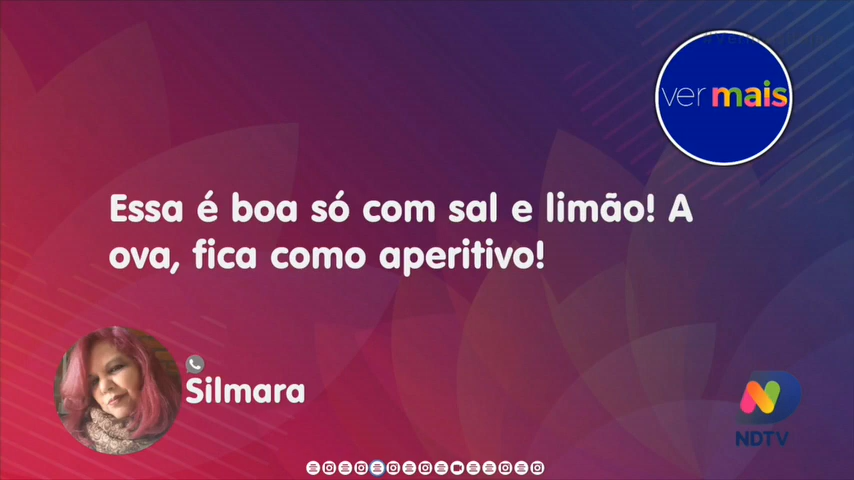 ver mais
Essa é boa só com sal e limão! A
ova, fica como aperitivo!
Silmara
NDTV